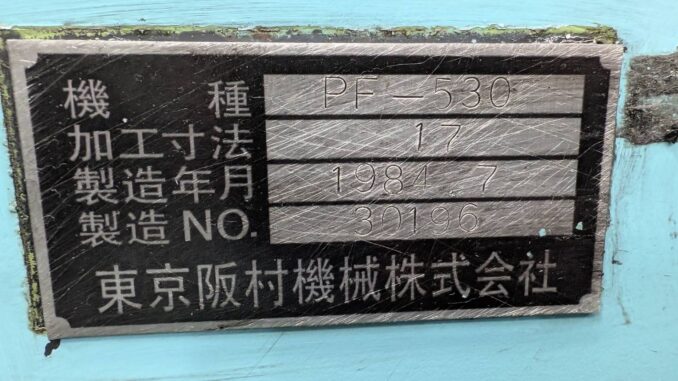 機 種 PF-530
加工寸法 17
製造年月 1984 7
製造NO. 30196
東京阪村機械株式会社